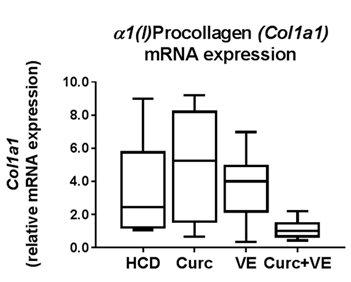 α1(I)Procollagen (Col1a1)
mRNA expression
Col1a1
(relative mRNA expression)
10.0
8.0
6.0
4.0
2.0
0.0
HCD Curc VE Curc+VE